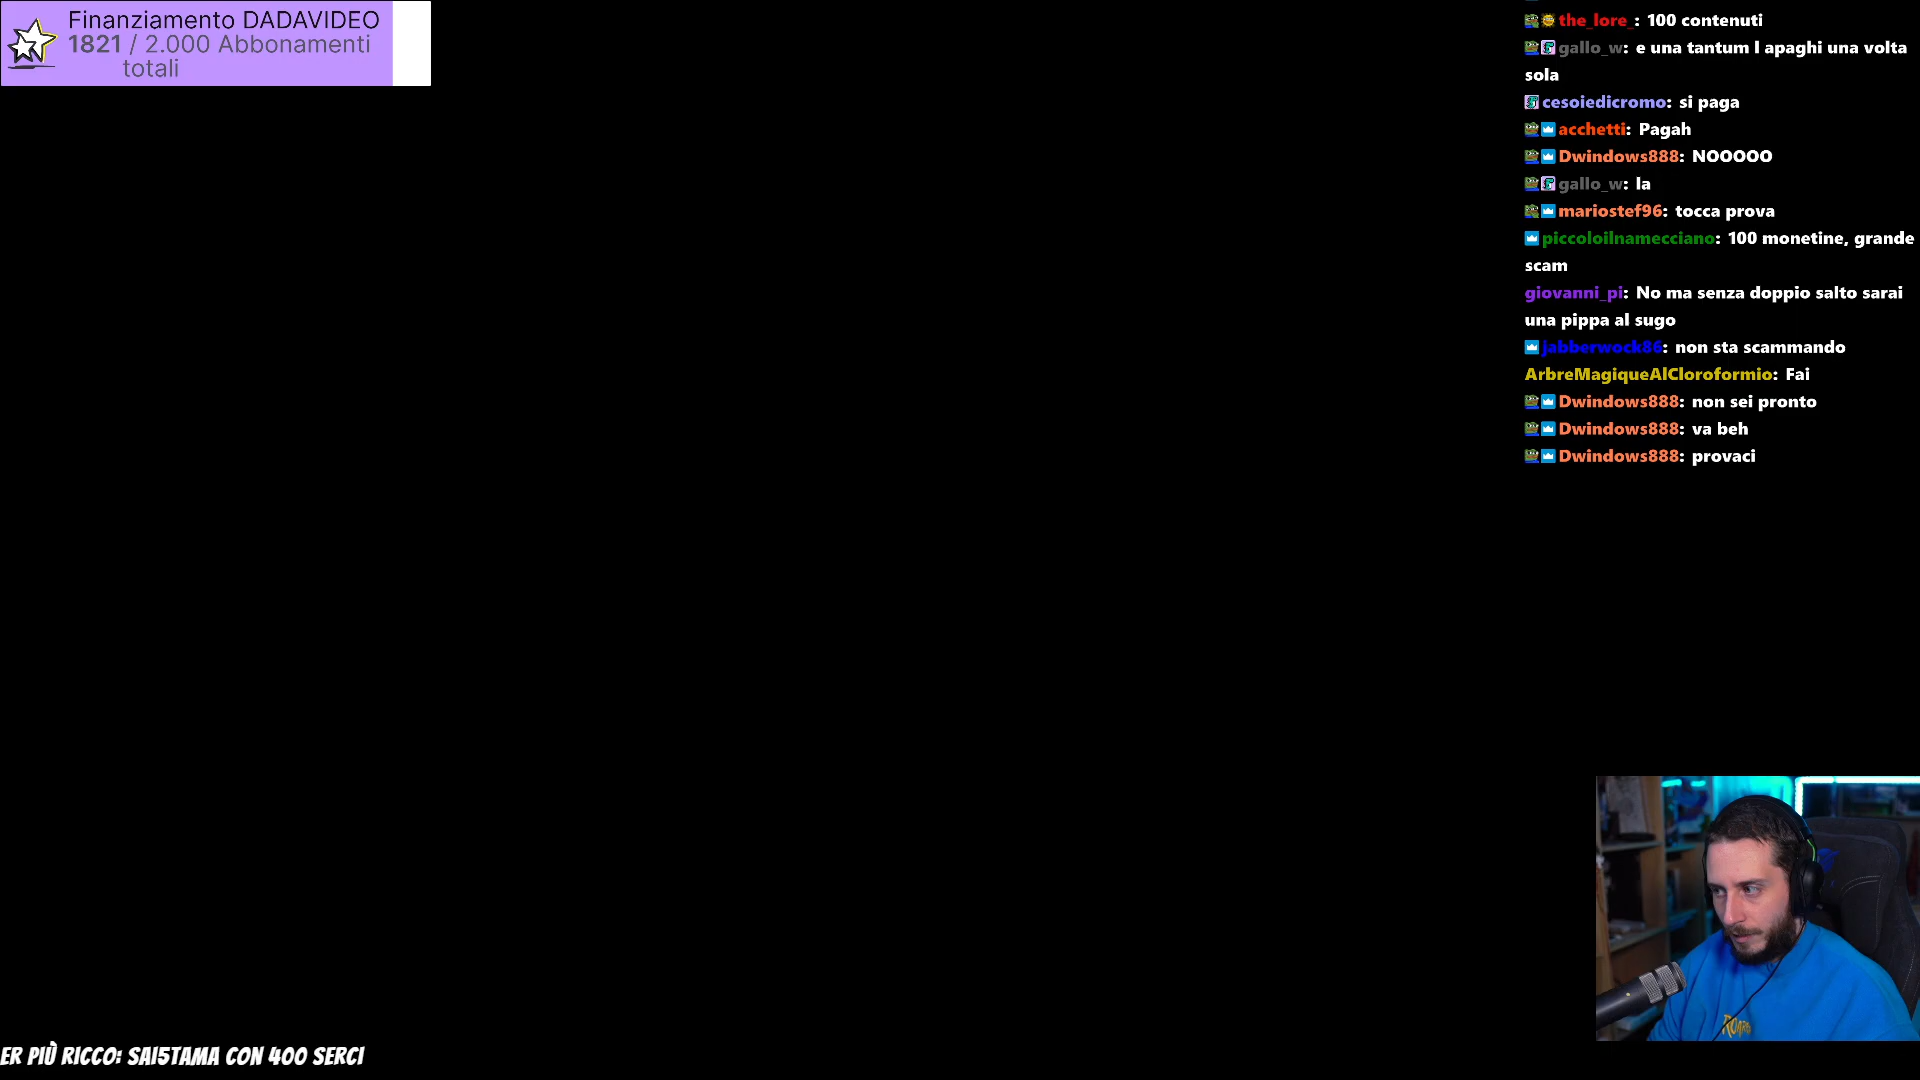 Finanziamento DADAVIDEO
1821 / 2.000 Abbonamenti
totali
the_lore_: 100 contenuti
gallo_w: e una tantum l apaghi una volta
sola
cesoiedicromo: si paga
acchetti: Pagah
Dwindows888: NOOOOO
gallo_w: la
mariostef96: tocca prova
piccoloilnamecciano: 100 monetine, grande
scam
giovanni_pi: No ma senza doppio salto sarai
una pippa al sugo
jabberwock86: non sta scammando
ArbreMagiqueAlCloroformio: Fai
Dwindows888: non sei pronto
Dwindows888: va beh
Dwindows888: provaci
ER PIÙ RICCO: SAI5TAMA CON 400 SERCI